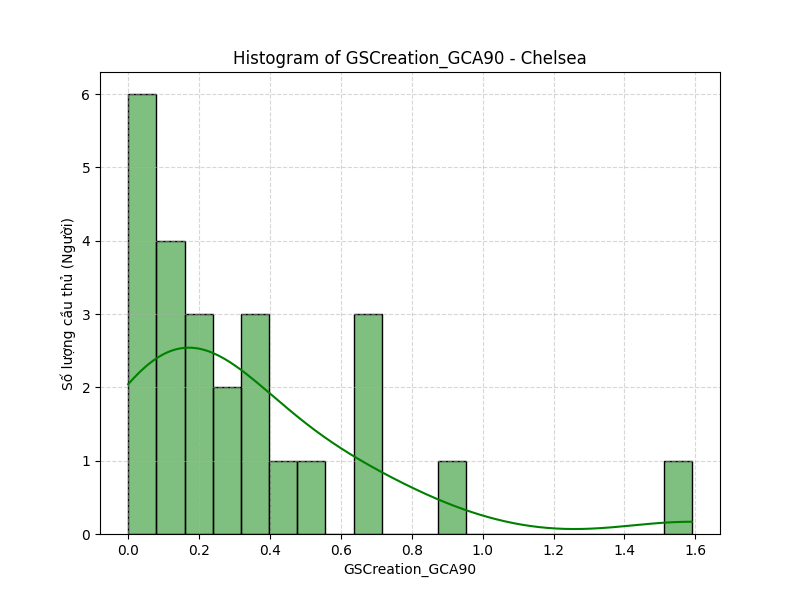 Histogram of GSCreation_GCA90 - Chelsea
Số lượng cầu thủ (Người)
6
5
4
3
2
1
0
0.0 0.2 0.4 0.6 0.8 1.0 1.2 1.4 1.6
GSCreation_GCA90